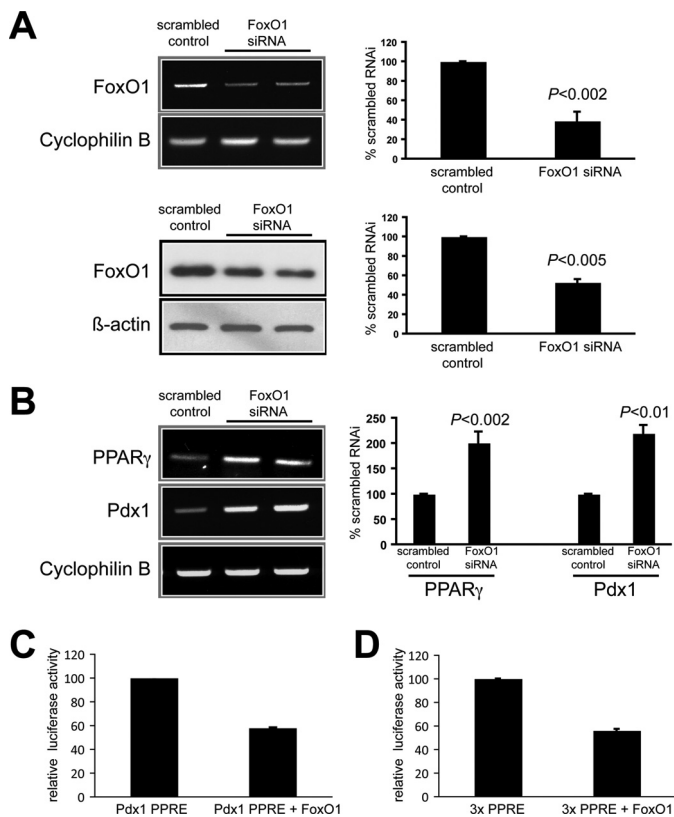 A
scrambled control
FoxO1 siRNA
FoxO1
Cyclophilin B
% scrambled RNAi
120
100
80
60
40
20
0
P<0.002
scrambled control
FoxO1 siRNA
scrambled control
FoxO1 siRNA
FoxO1
ß-actin
% scrambled RNAi
120
100
80
60
40
20
0
P<0.005
scrambled control
FoxO1 siRNA
B
scrambled control
FoxO1 siRNA
PPARγ
Pdx1
Cyclophilin B
% scrambled RNAi
250
200
150
100
50
0
P<0.002
P<0.01
scrambled control
FoxO1 siRNA
scrambled control
FoxO1 siRNA
PPARγ
Pdx1
C
relative luciferase activity
120
100
80
60
40
20
0
Pdx1 PPRE
Pdx1 PPRE + FoxO1
D
relative luciferase activity
120
100
80
60
40
20
0
3x PPRE
3x PPRE + FoxO1